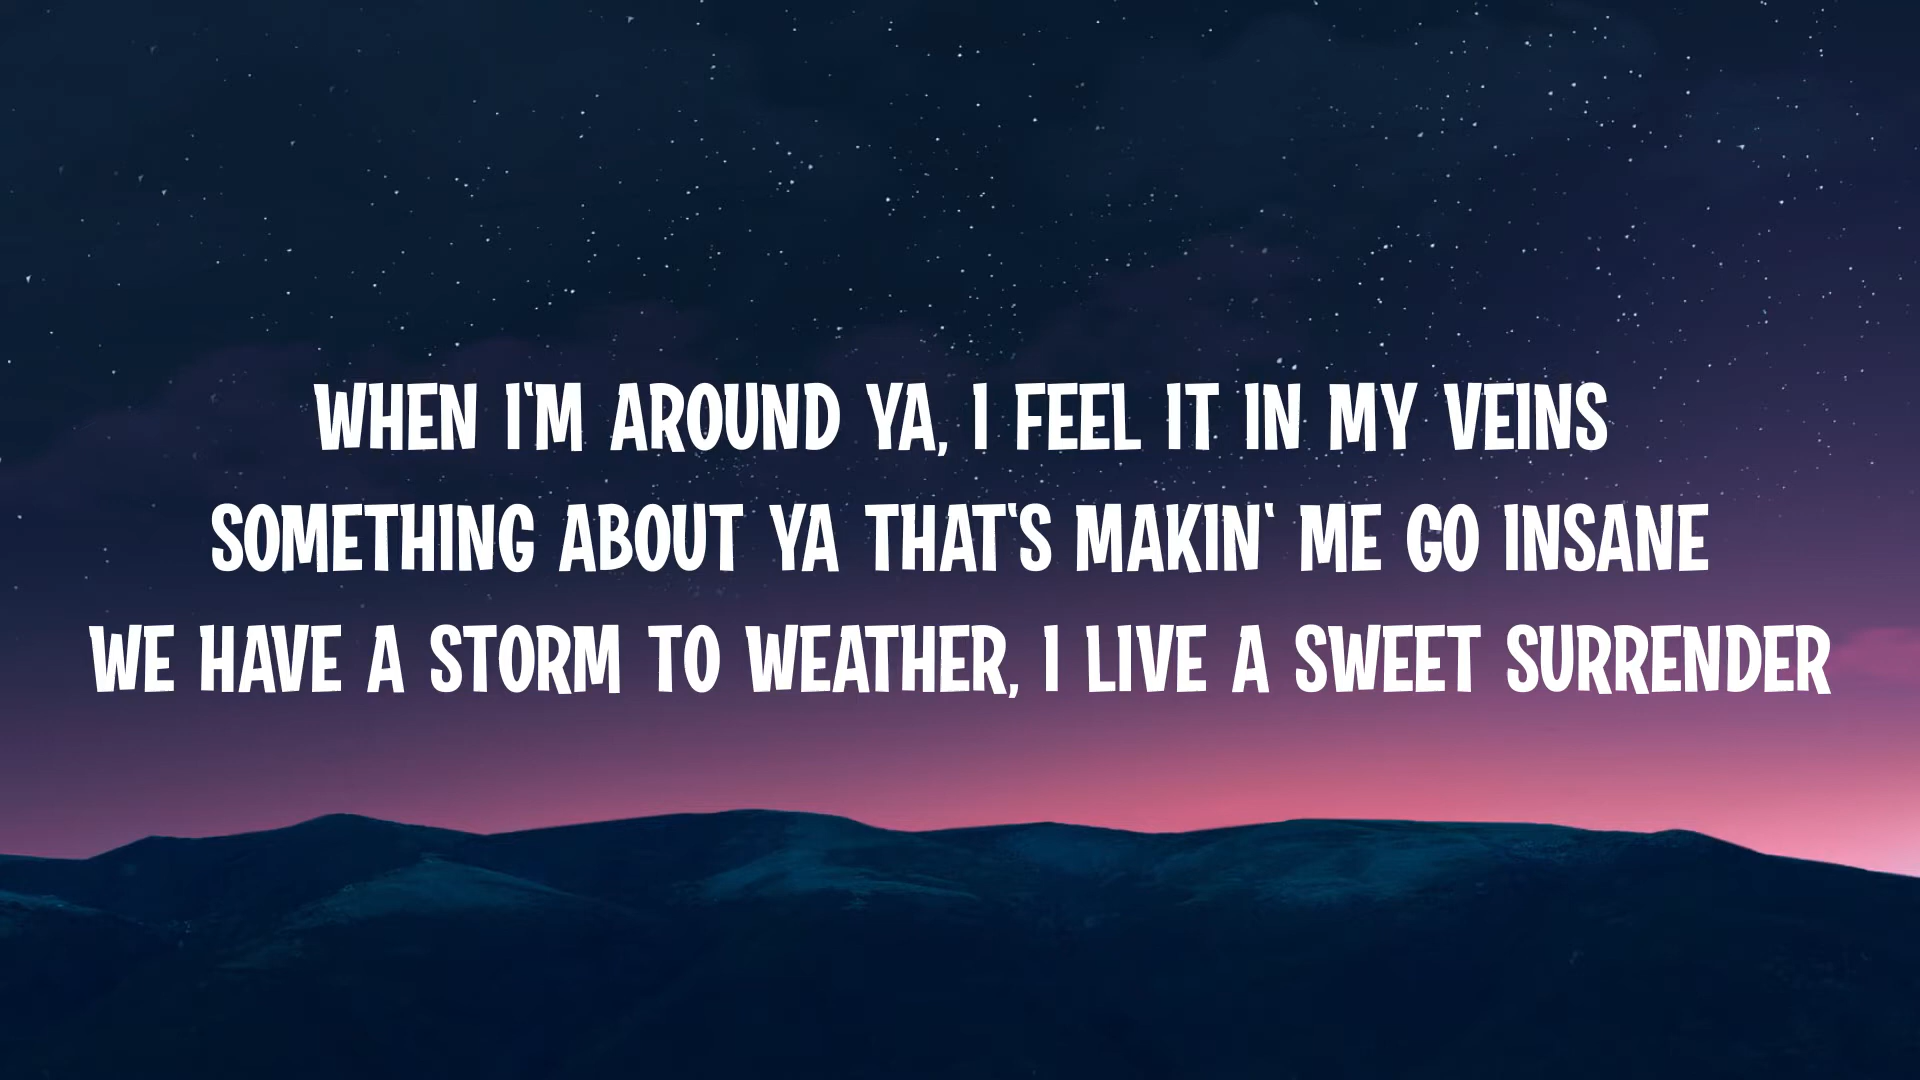 WHEN I'M AROUND YA, I FEEL IT IN MY VEINS
SOMETHING ABOUT YA THAT'S MAKIN' ME GO INSANE
WE HAVE A STORM TO WEATHER, I LIVE A SWEET SURRENDER